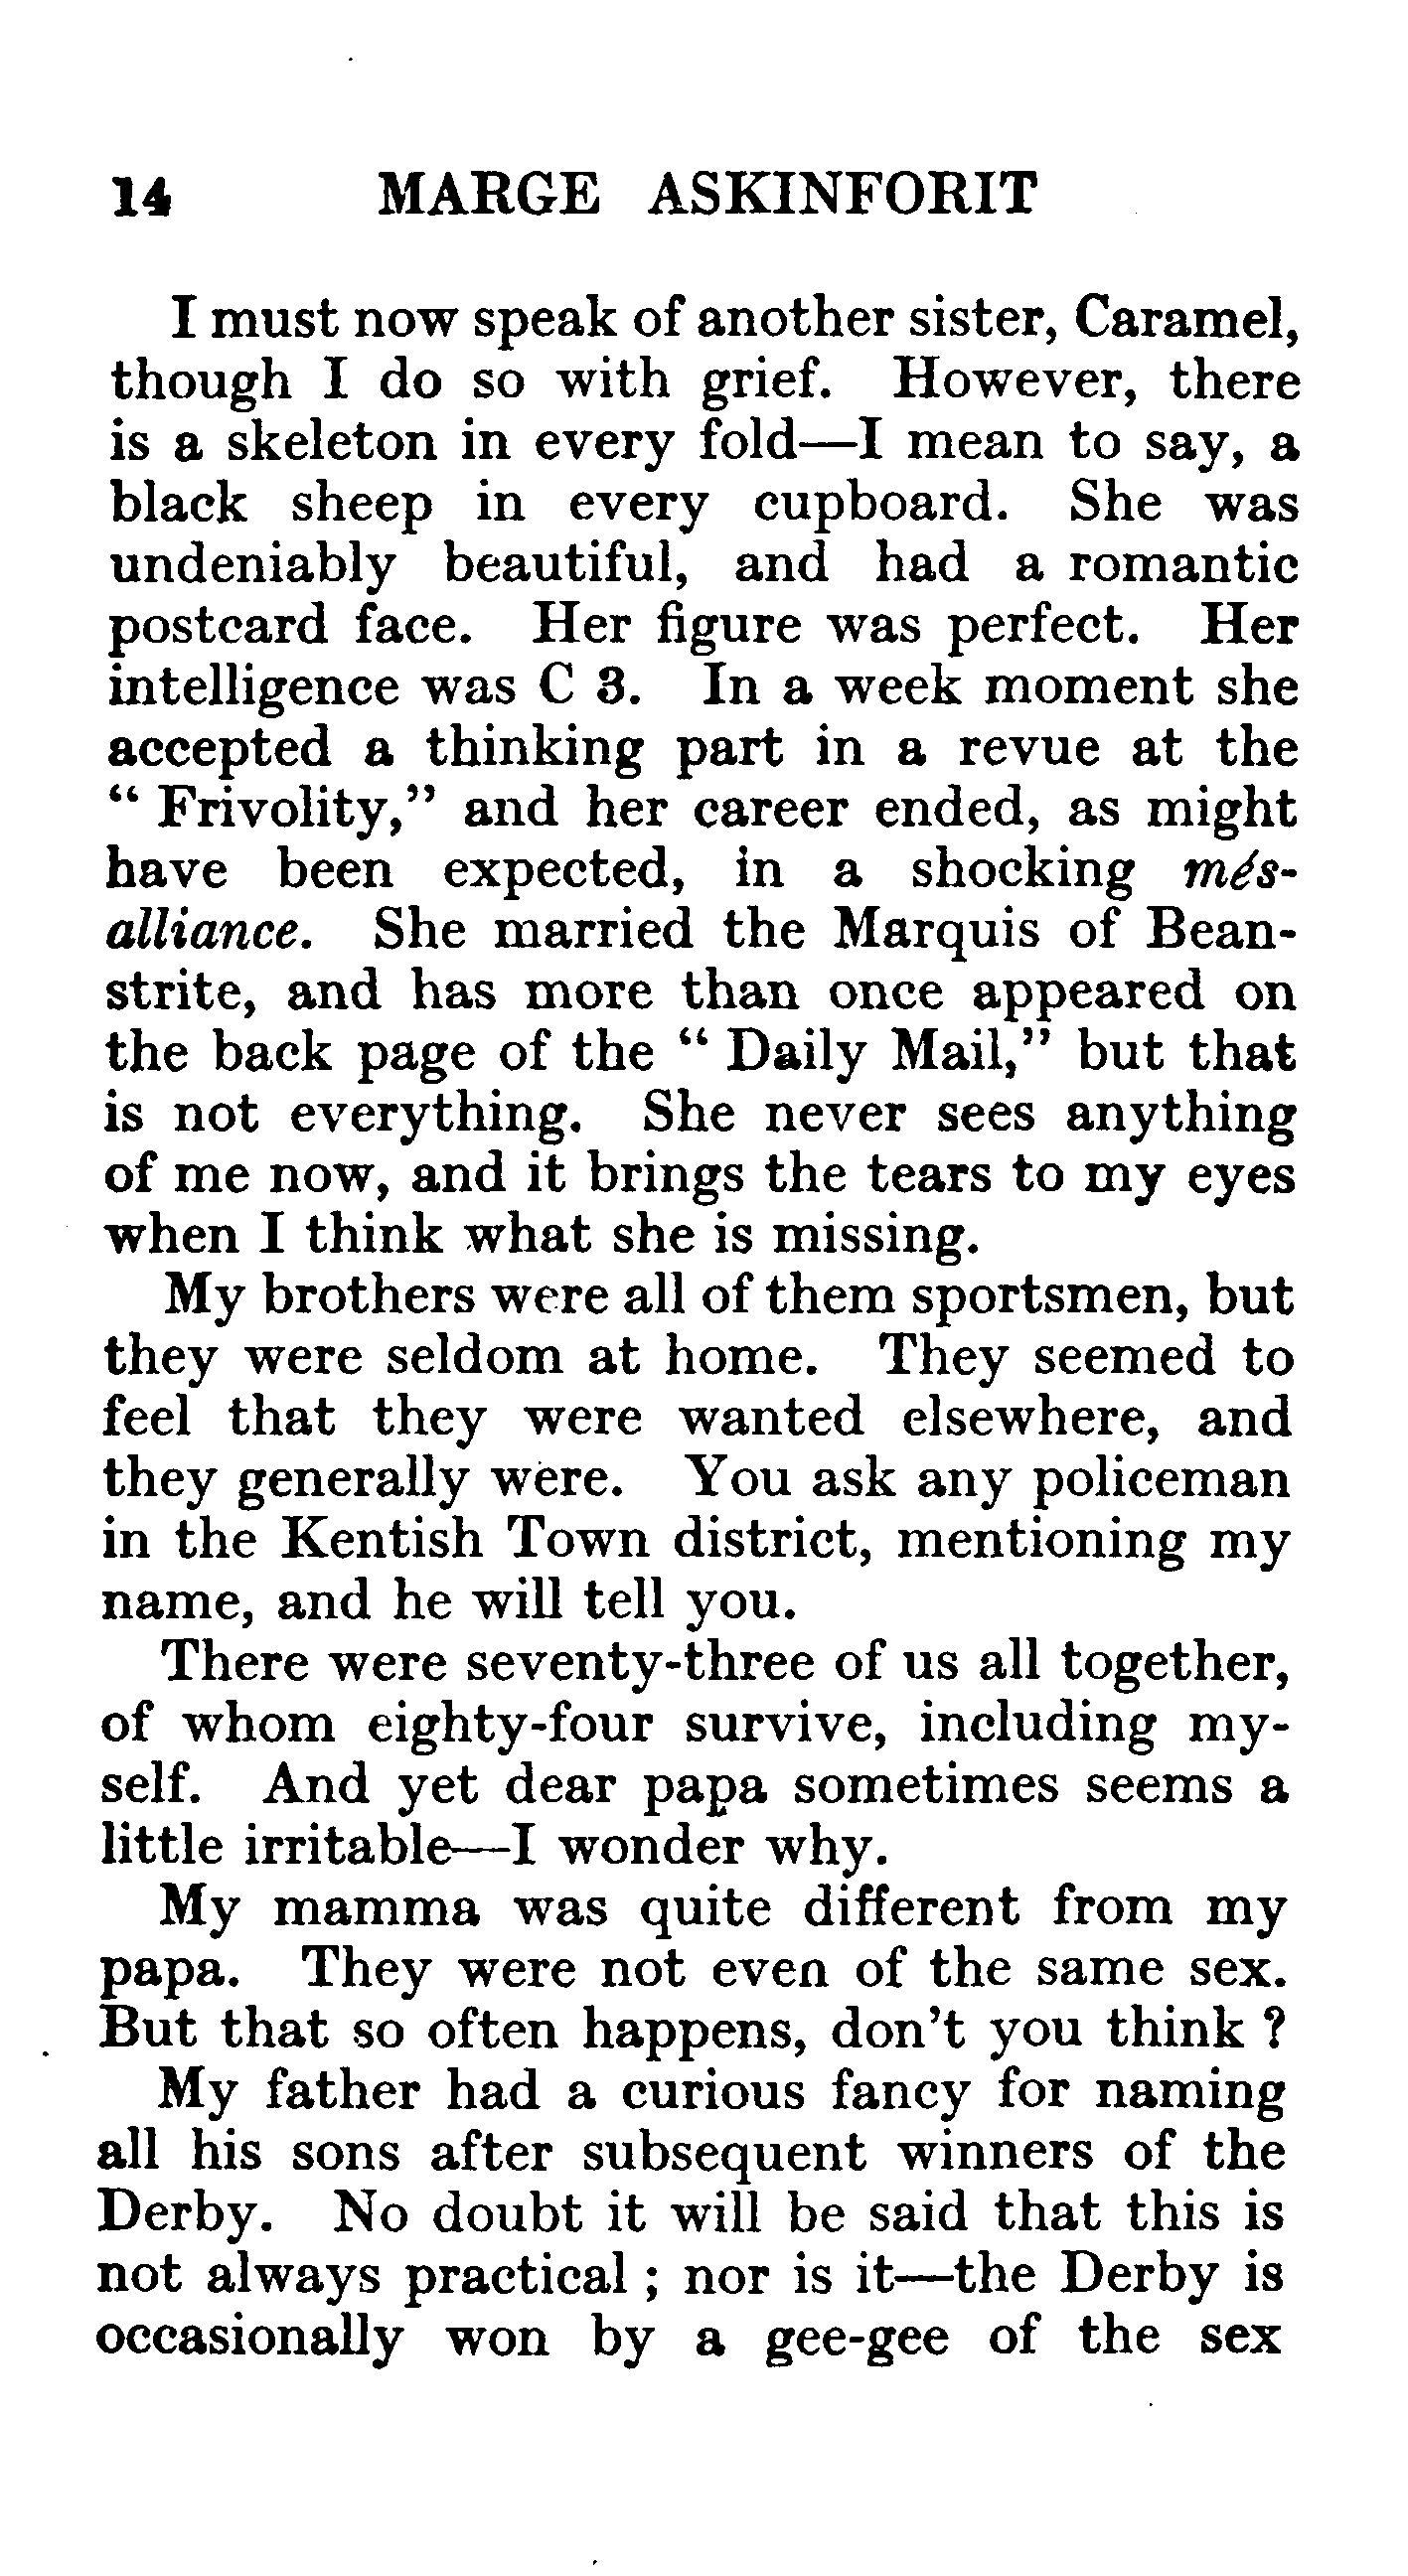 14 MARGE ASKINFORIT
I must now speak of another sister, Caramel,
though I do so with grief. However, there
is a skeleton in every fold—I mean to say, a
black sheep in every cupboard. She was
undeniably beautiful, and had a romantic
postcard face. Her figure was perfect. Her
intelligence was C 3. In a week moment she
accepted a thinking part in a revue at the
“ Frivolity,” and her career ended, as might
have been expected, in a shocking més-
alliance. She married the Marquis of Bean-
strite, and has more than once appeared on
the back page of the “ Daily Mail,” but that
is not everything. She never sees anything
of me now, and it brings the tears to my eyes
when I think what she is missing.
My brothers were all of them sportsmen, but
they were seldom at home. They seemed to
feel that they were wanted elsewhere, and
they generally were. You ask any policeman
in the Kentish Town district, mentioning my
name, and he will tell you.
There were seventy-three of us all together,
of whom eighty-four survive, including my-
self. And yet dear papa sometimes seems a
little irritable—I wonder why.
My mamma was quite different from my
papa. They were not even of the same sex.
But that so often happens, don’t you think ?
My father had a curious fancy for naming
all his sons after subsequent winners of the
Derby. No doubt it will be said that this is
not always practical ; nor is it—the Derby is
occasionally won by a gee-gee of the sex